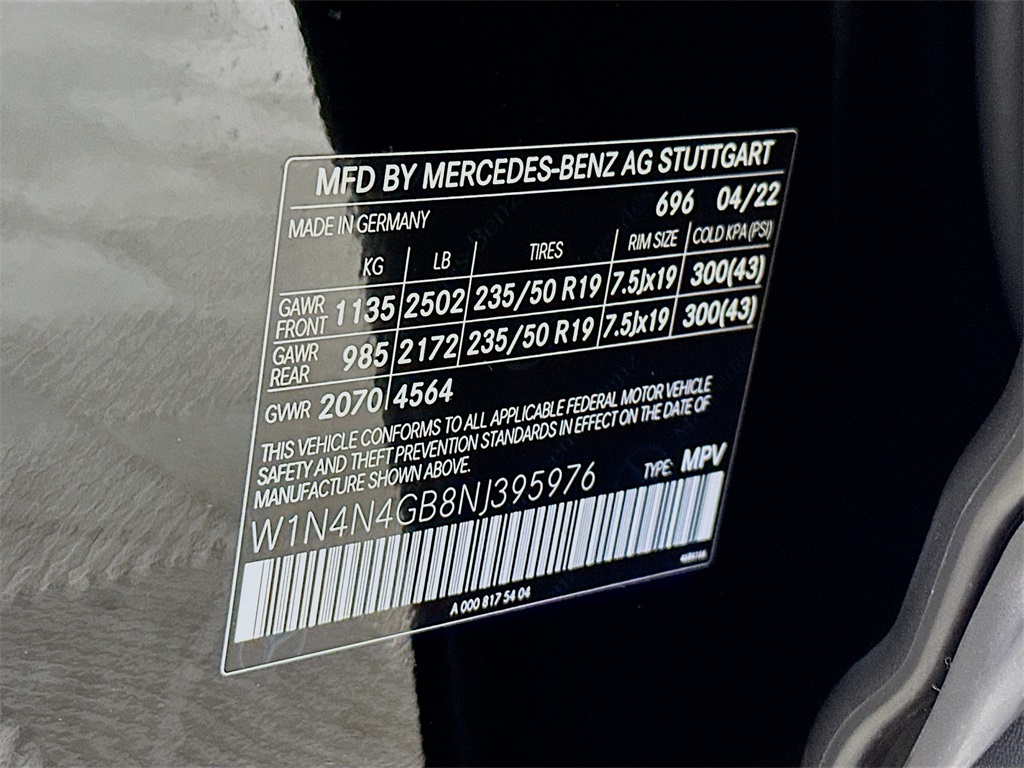 MFD BY MERCEDES-BENZ AG STUTTGART
MADE IN GERMANY 696 04/22
KG LB TIRES RIM SIZE COLD KPA (PSI)
GAWR FRONT 1135 2502 235/50 R19 7.5Jx19 300(43)
GAWR REAR 985 2172 235/50 R19 7.5Jx19 300(43)
GVWR 2070 4564
THIS VEHICLE CONFORMS TO ALL APPLICABLE FEDERAL MOTOR VEHICLE
SAFETY AND THEFT PREVENTION STANDARDS IN EFFECT ON THE DATE OF
MANUFACTURE SHOWN ABOVE.
W1N4N4GB8NJ395976 TYPE: MPV
A 000 817 54 04